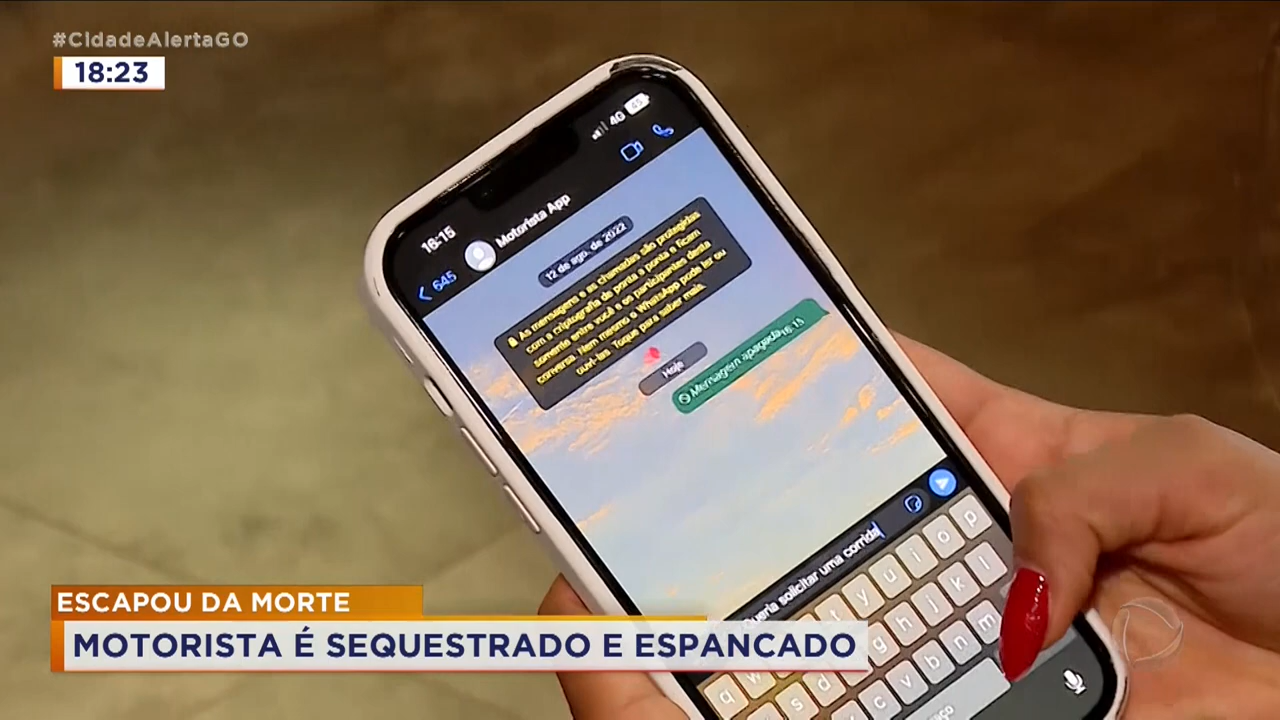 #CidadeAlertaGO
18:23
4G 45
16:15
645
Motorista App
12 de ago. de 2022
As mensagens e as chamadas são protegidas
com a criptografia de ponta a ponta e ficam
somente entre você e os participantes desta
conversa. Nem mesmo o WhatsApp pode ler ou
ouvi-las. Toque para saber mais.
Hoje
Mensagem apagada 16:15
Queria solicitar uma corrida
q w t y u i o p
s d g h j k l
c v b n m
ESCAPOU DA MORTE
MOTORISTA É SEQUESTRADO E ESPANCADO